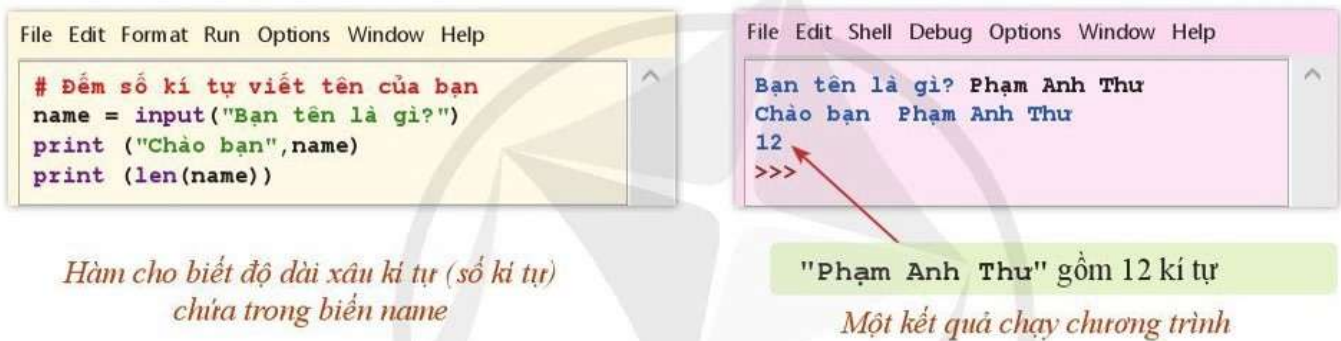 File Edit Format Run Options Window Help
# Đếm số kí tự viết tên của bạn
name = input("Bạn tên là gì?")
print ("Chào bạn",name)
print (len(name))
Hàm cho biết độ dài xâu kí tự (số kí tự)
chứa trong biến name
File Edit Shell Debug Options Window Help
Bạn tên là gì? Phạm Anh Thư
Chào bạn  Phạm Anh Thư
12
>>>
"Phạm Anh Thư" gồm 12 kí tự
Một kết quả chạy chương trình